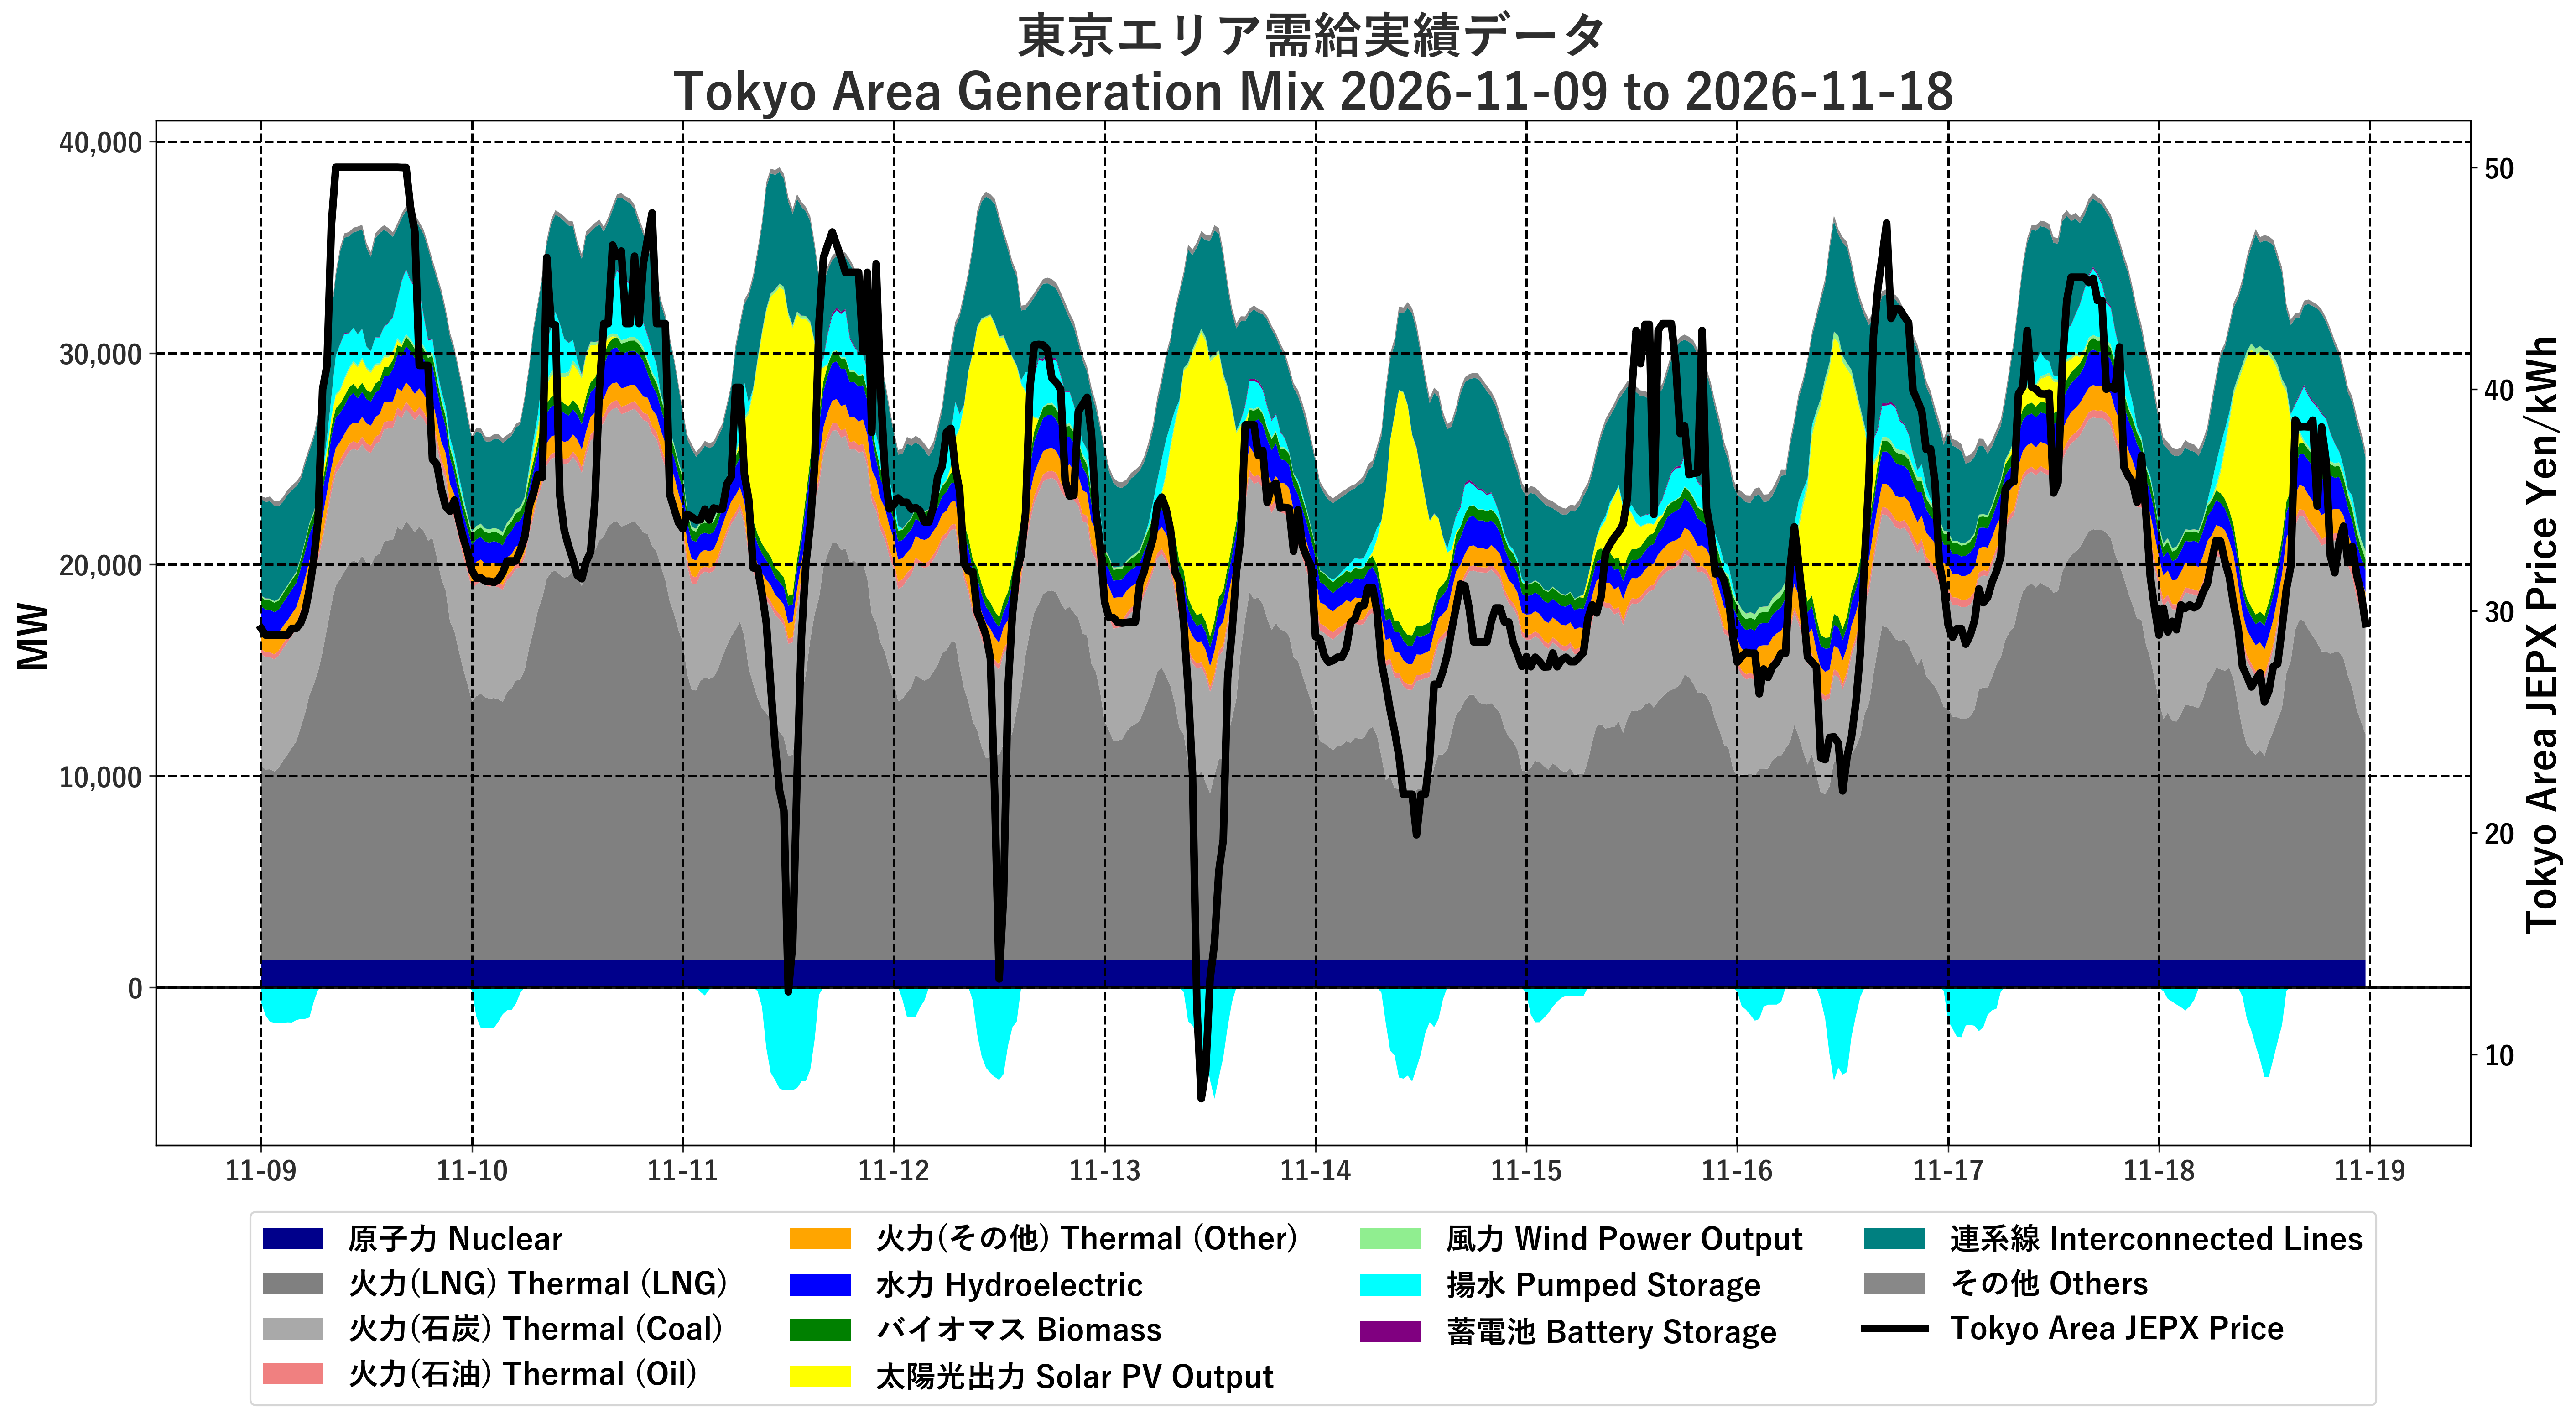 東京エリア需給実績データ
Tokyo Area Generation Mix 2026-11-09 to 2026-11-18
40,000
30,000
20,000
10,000
0
MW
50
40
30
20
10
Tokyo Area JEPX Price Yen/kWh
11-09
11-10
11-11
11-12
11-13
11-14
11-15
11-16
11-17
11-18
11-19
原子力 Nuclear
火力(LNG) Thermal (LNG)
火力(石炭) Thermal (Coal)
火力(石油) Thermal (Oil)
火力(その他) Thermal (Other)
水力 Hydroelectric
バイオマス Biomass
太陽光出力 Solar PV Output
風力 Wind Power Output
揚水 Pumped Storage
蓄電池 Battery Storage
連系線 Interconnected Lines
その他 Others
Tokyo Area JEPX Price